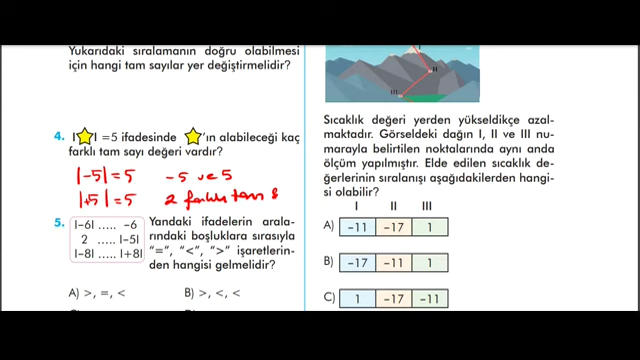 Yukarıdaki sıralamanın doğru olabilmesi
için hangi tam sayılar yer değiştirmelidir?
4. | | = 5 ifadesinde 'ın alabileceği kaç
farklı tam sayı değeri vardır?
|-5| = 5 -5 ve 5
|+5| = 5 2 farklı tam s
5. |-6| ..... -6
2 ..... |-5|
|-8| ..... |+8|
Yandaki ifadelerin arala-
rındaki boşluklara sırasıyla
"=", "<", ">" işaretlerin-
den hangisi gelmelidir?
A) >, =, < B) >, <, <
I
II
III
Sıcaklık değeri yerden yükseldikçe azal-
maktadır. Görseldeki dağın I, II ve III nu-
marayla belirtilen noktalarında aynı anda
ölçüm yapılmıştır. Elde edilen sıcaklık de-
ğerlerinin sıralanışı aşağıdakilerden hangi-
si olabilir?
I II III
A) -11 -17 1
B) -17 -11 1
C) 1 -17 -11